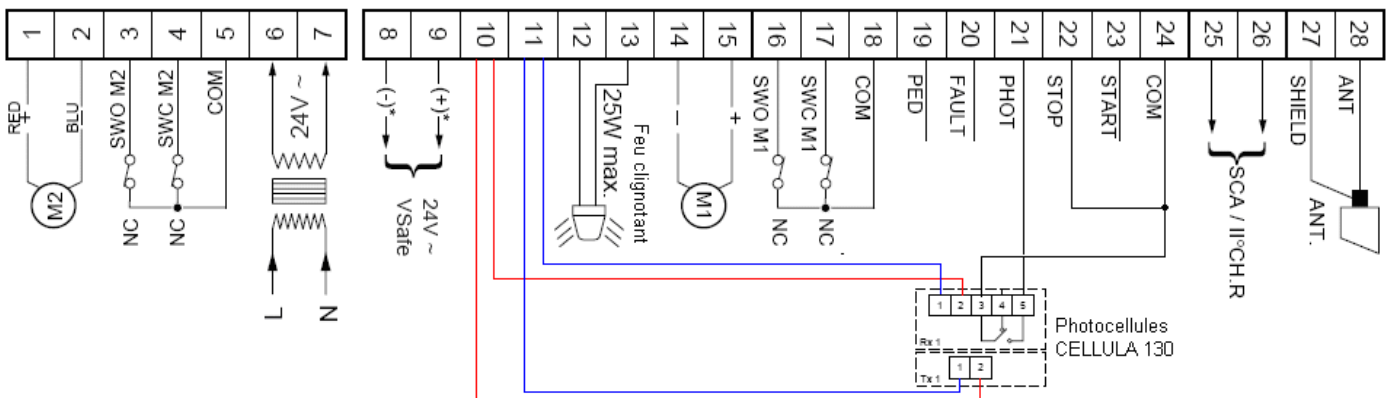 1 2 3 4 5 6 7 8 9 10 11 12 13 14 15 16 17 18 19 20 21 22 23 24 25 26 27 28
RED
+
BLU
-
SWO M2
SWC M2
COM
24V ~
(-)*
(+)*
25W max.
Feu clignotant
-
+
SWO M1
SWC M1
COM
PED
FAULT
PHOT
STOP
START
COM
SHIELD
ANT
M2
NC
NC
24V ~
VSafe
M1
NC
NC
SCA / II°CH.R
ANT.
L
N
1 2 3 4 5
Rx 1
Photocellules
CELLULA 130
1 2
Tx 1